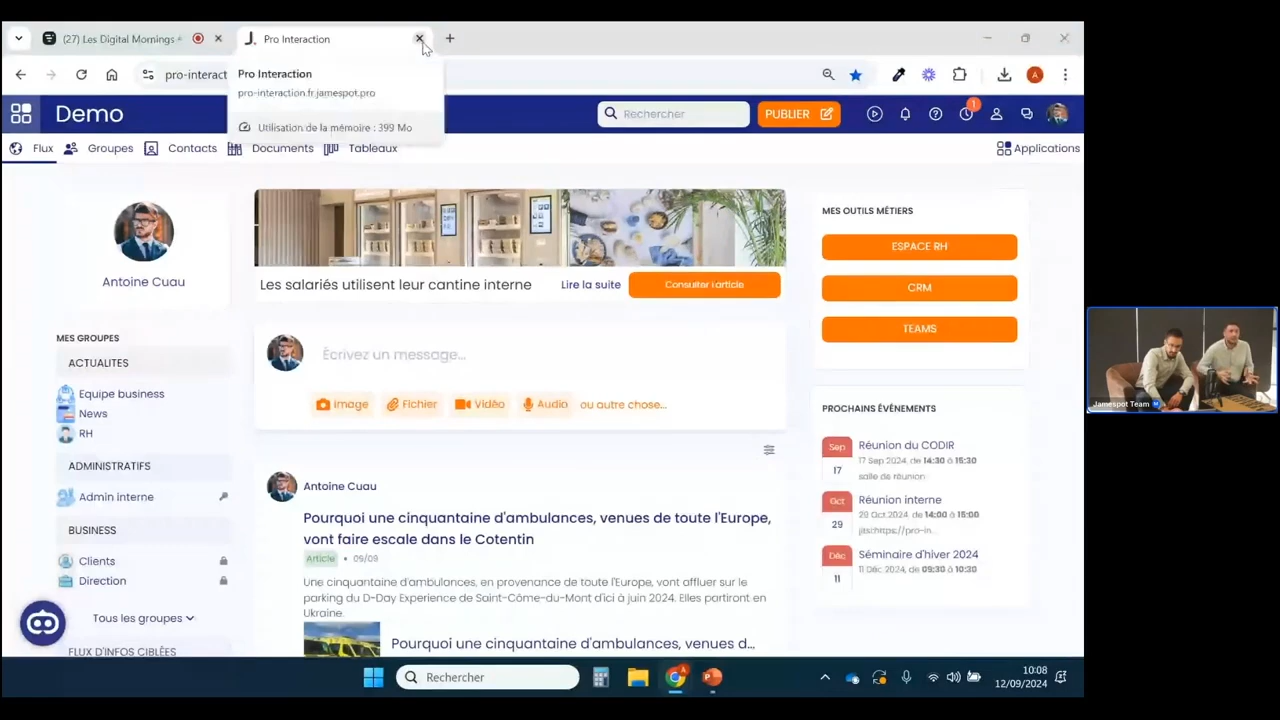 (27) Les Digital Mornings
Pro Interaction
Pro Interaction
pro-interaction.fr.jamespot.pro
Utilisation de la mémoire : 399 Mo
pro-interact
Demo
Rechercher
PUBLIER
1
A
Flux
Groupes
Contacts
Documents
Tableaux
Applications
Antoine Cuau
MES GROUPES
ACTUALITES
Equipe business
News
RH
ADMINISTRATIFS
Admin interne
BUSINESS
Clients
Direction
Tous les groupes
FLUX D'INFOS CIBLÉES
Les salariés utilisent leur cantine interne
Lire la suite
Consulter l'article
Écrivez un message...
Image
Fichier
Vidéo
Audio
ou autre chose...
Antoine Cuau
Pourquoi une cinquantaine d'ambulances, venues de toute l'Europe,
vont faire escale dans le Cotentin
Article • 09/09
Une cinquantaine d'ambulances, en provenance de toute l'Europe, vont affluer sur le
parking du D-Day Experience de Saint-Côme-du-Mont d'ici à juin 2024. Elles partiront en
Ukraine.
Pourquoi une cinquantaine d'ambulances, venues d...
MES OUTILS MÉTIERS
ESPACE RH
CRM
TEAMS
PROCHAINS ÉVÉNEMENTS
Sep
17
Réunion du CODIR
17 Sep 2024, de 14:30 à 15:30
salle de réunion
Oct
29
Réunion interne
29 Oct 2024, de 14:00 à 15:00
jitsi:https://pro-in...
Déc
11
Séminaire d'hiver 2024
11 Déc 2024, de 09:30 à 10:30
Jamespot Team
Rechercher
10:08
12/09/2024